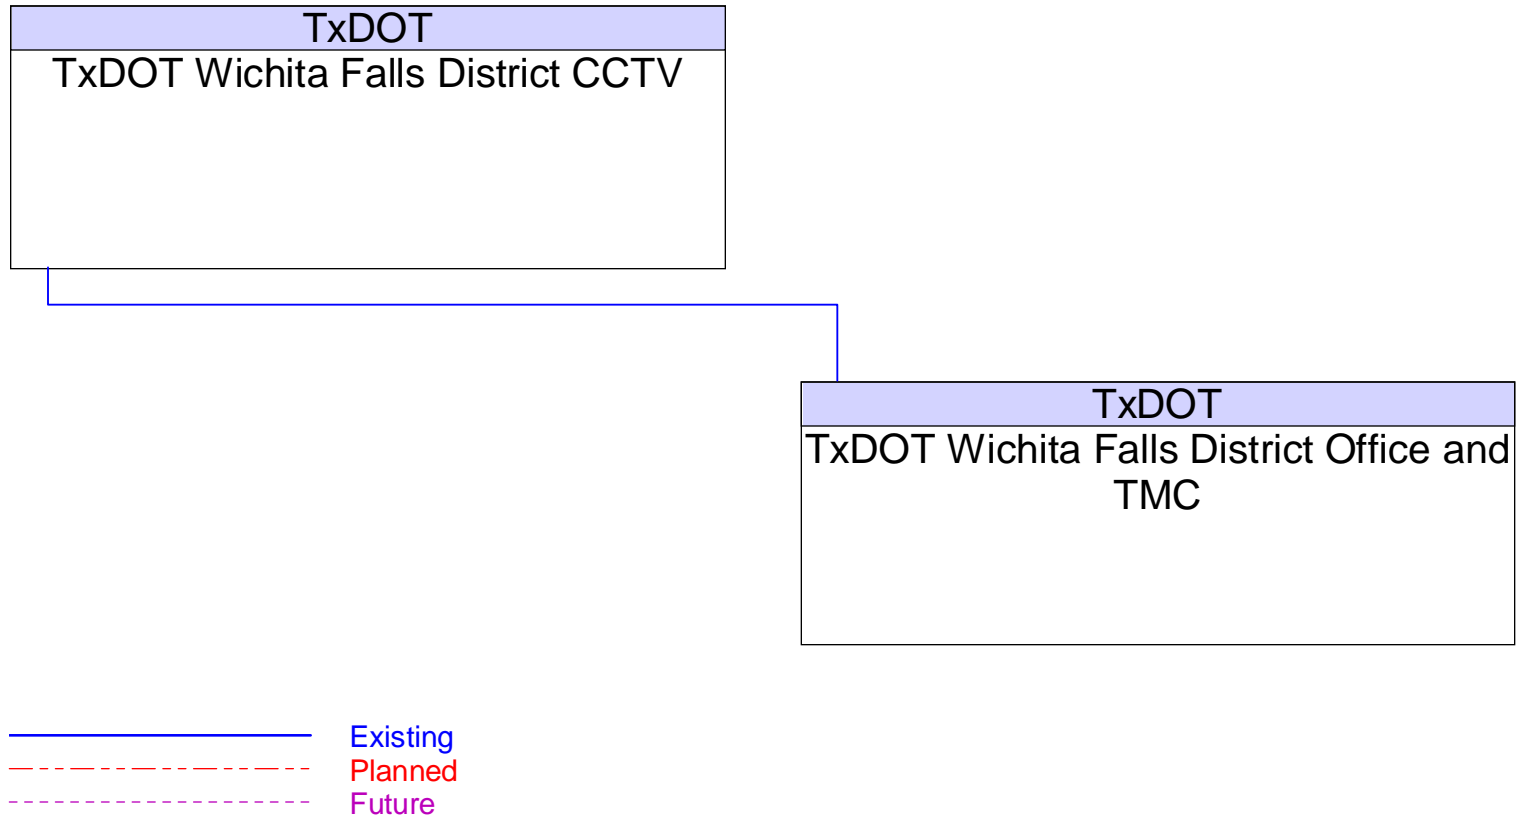 TxDOT
TxDOT Wichita Falls District CCTV
TxDOT
TxDOT Wichita Falls District Office and
TMC
Existing
Planned
Future